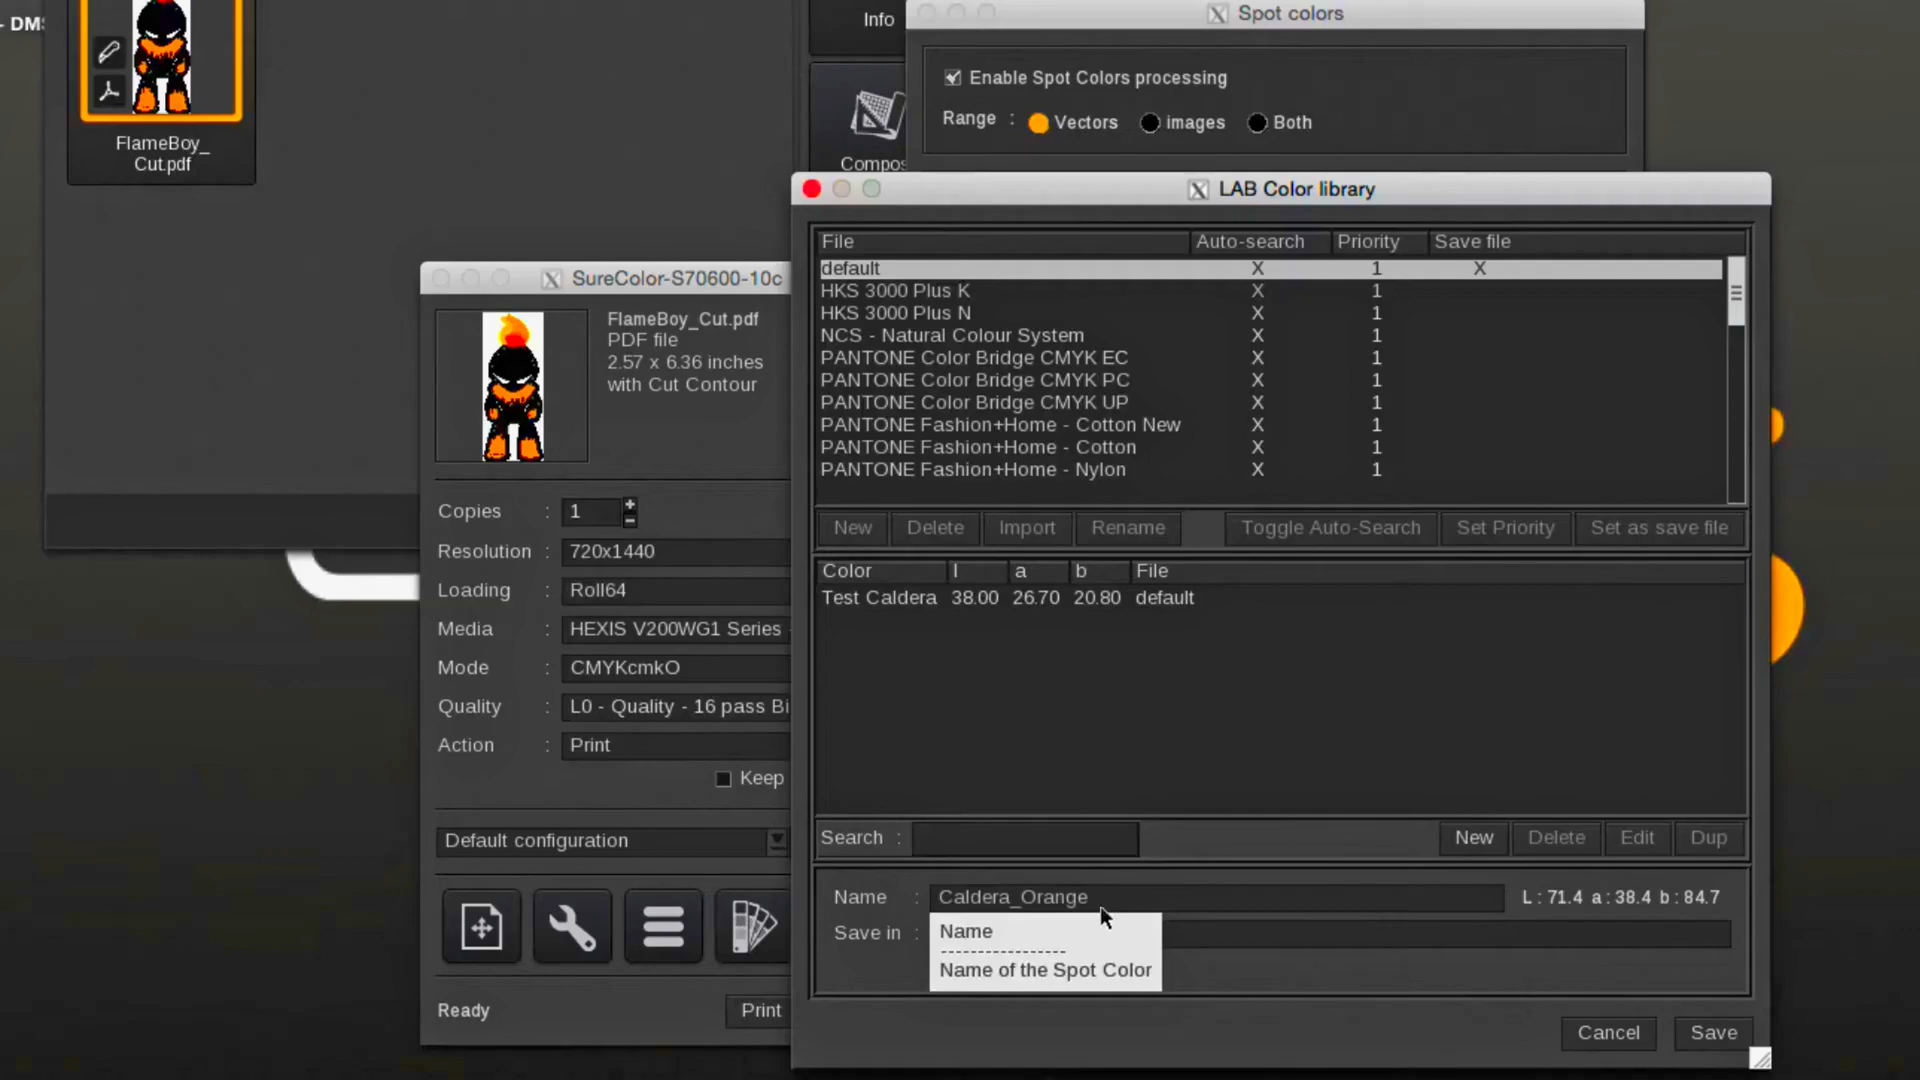 - DMS
FlameBoy_
Cut.pdf
Info
Compos
Spot colors
Enable Spot Colors processing
Range : Vectors images Both
SureColor-S70600-10c
FlameBoy_Cut.pdf
PDF file
2.57 x 6.36 inches
with Cut Contour
Copies : 1
Resolution : 720x1440
Loading : Roll64
Media : HEXIS V200WG1 Series -
Mode : CMYKcmkO
Quality : L0 - Quality - 16 pass Bi
Action : Print
Keep
Default configuration
Ready
Print
LAB Color library
File Auto-search Priority Save file
default X 1 X
HKS 3000 Plus K X 1
HKS 3000 Plus N X 1
NCS - Natural Colour System X 1
PANTONE Color Bridge CMYK EC X 1
PANTONE Color Bridge CMYK PC X 1
PANTONE Color Bridge CMYK UP X 1
PANTONE Fashion+Home - Cotton New X 1
PANTONE Fashion+Home - Cotton X 1
PANTONE Fashion+Home - Nylon X 1
New Delete Import Rename Toggle Auto-Search Set Priority Set as save file
Color l a b File
Test Caldera 38.00 26.70 20.80 default
Search : New Delete Edit Dup
Name : Caldera_Orange L : 71.4 a : 38.4 b : 84.7
Save in :
Name
-----------------
Name of the Spot Color
Cancel Save